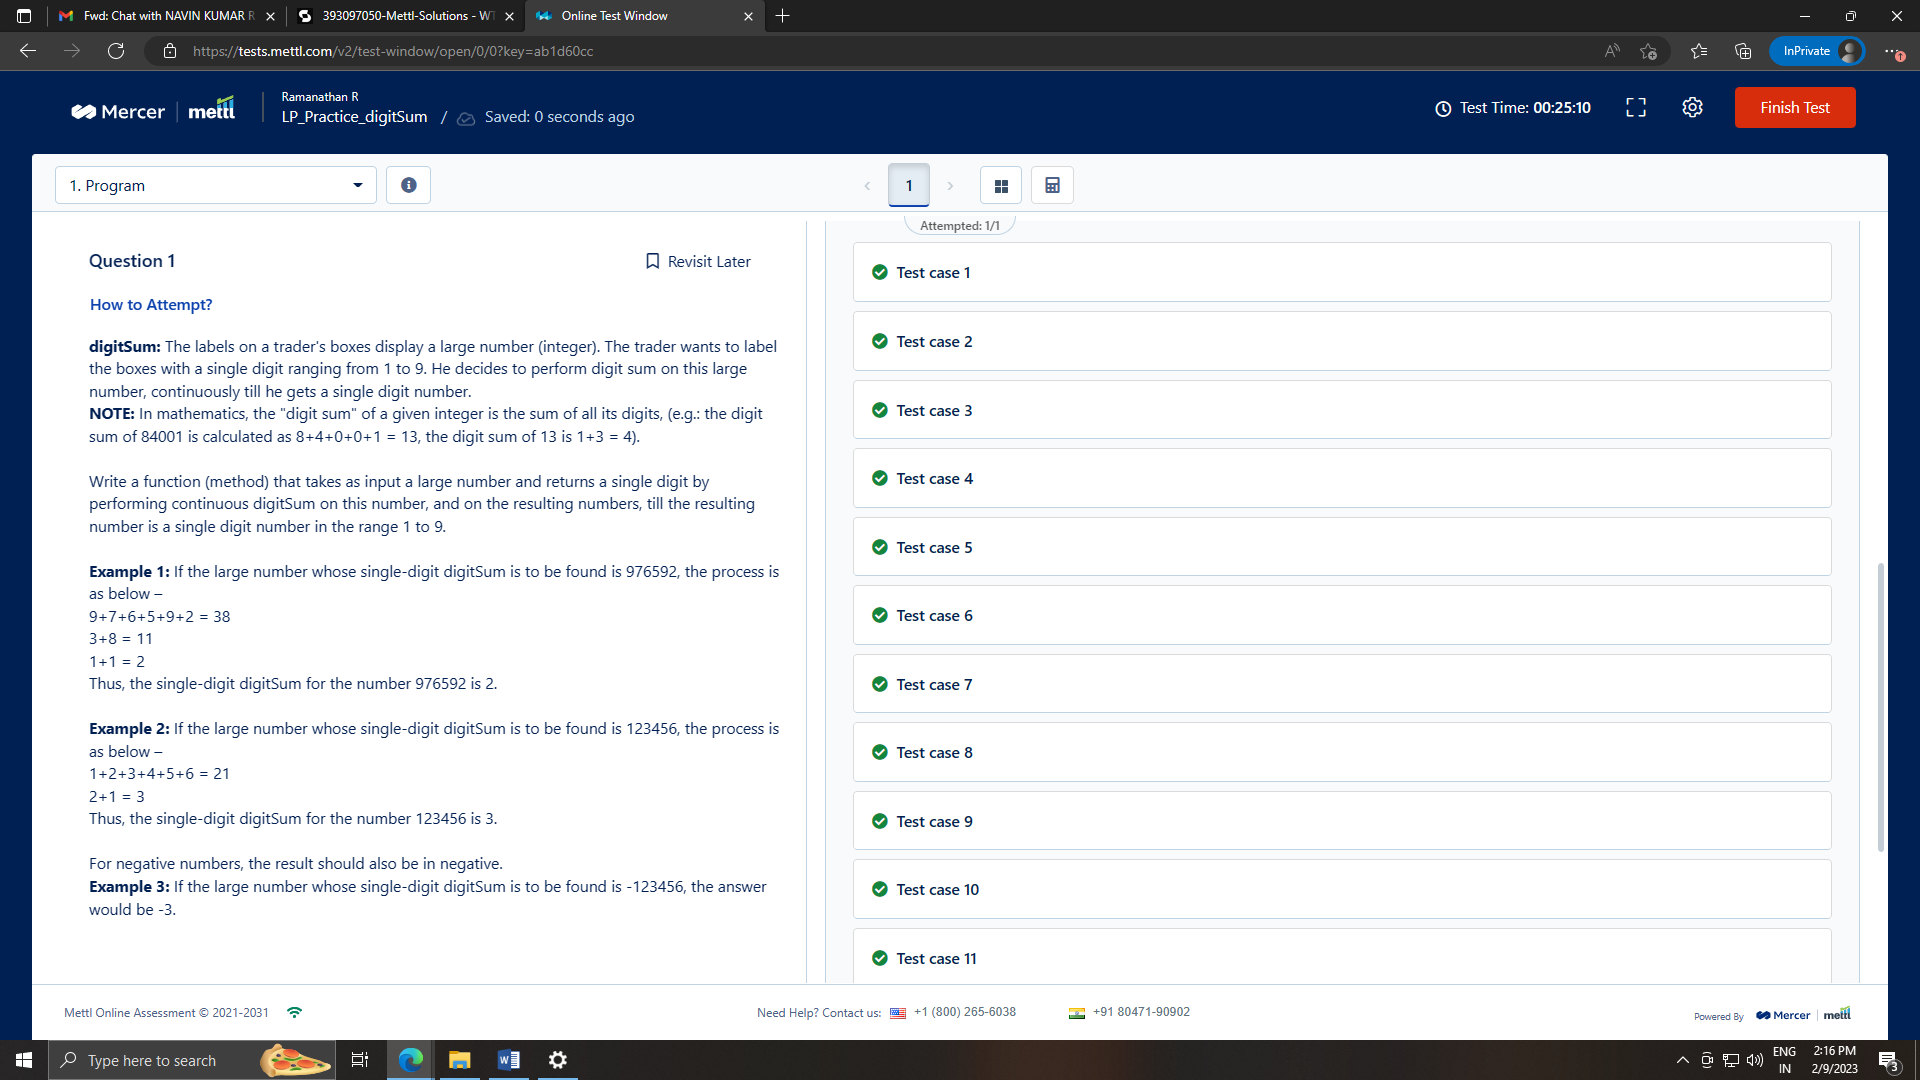 Fwd: Chat with NAVIN KUMAR R
393097050-Mettl-Solutions - WT
Online Test Window
https://tests.mettl.com/v2/test-window/open/0/0?key=ab1d60cc
InPrivate
Mercer | mettl
Ramanathan R
LP_Practice_digitSum / Saved: 0 seconds ago
Test Time: 00:25:10
Finish Test
1. Program
1
Attempted: 1/1
Question 1
Revisit Later
How to Attempt?
digitSum: The labels on a trader's boxes display a large number (integer). The trader wants to label
the boxes with a single digit ranging from 1 to 9. He decides to perform digit sum on this large
number, continuously till he gets a single digit number.
NOTE: In mathematics, the "digit sum" of a given integer is the sum of all its digits, (e.g.: the digit
sum of 84001 is calculated as 8+4+0+0+1 = 13, the digit sum of 13 is 1+3 = 4).
Write a function (method) that takes as input a large number and returns a single digit by
performing continuous digitSum on this number, and on the resulting numbers, till the resulting
number is a single digit number in the range 1 to 9.
Example 1: If the large number whose single-digit digitSum is to be found is 976592, the process is
as below –
9+7+6+5+9+2 = 38
3+8 = 11
1+1 = 2
Thus, the single-digit digitSum for the number 976592 is 2.
Example 2: If the large number whose single-digit digitSum is to be found is 123456, the process is
as below –
1+2+3+4+5+6 = 21
2+1 = 3
Thus, the single-digit digitSum for the number 123456 is 3.
For negative numbers, the result should also be in negative.
Example 3: If the large number whose single-digit digitSum is to be found is -123456, the answer
would be -3.
Test case 1
Test case 2
Test case 3
Test case 4
Test case 5
Test case 6
Test case 7
Test case 8
Test case 9
Test case 10
Test case 11
Mettl Online Assessment © 2021-2031
Need Help? Contact us: +1 (800) 265-6038 +91 80471-90902
Powered By Mercer | mettl
Type here to search
ENG
IN
2:16 PM
2/9/2023
3